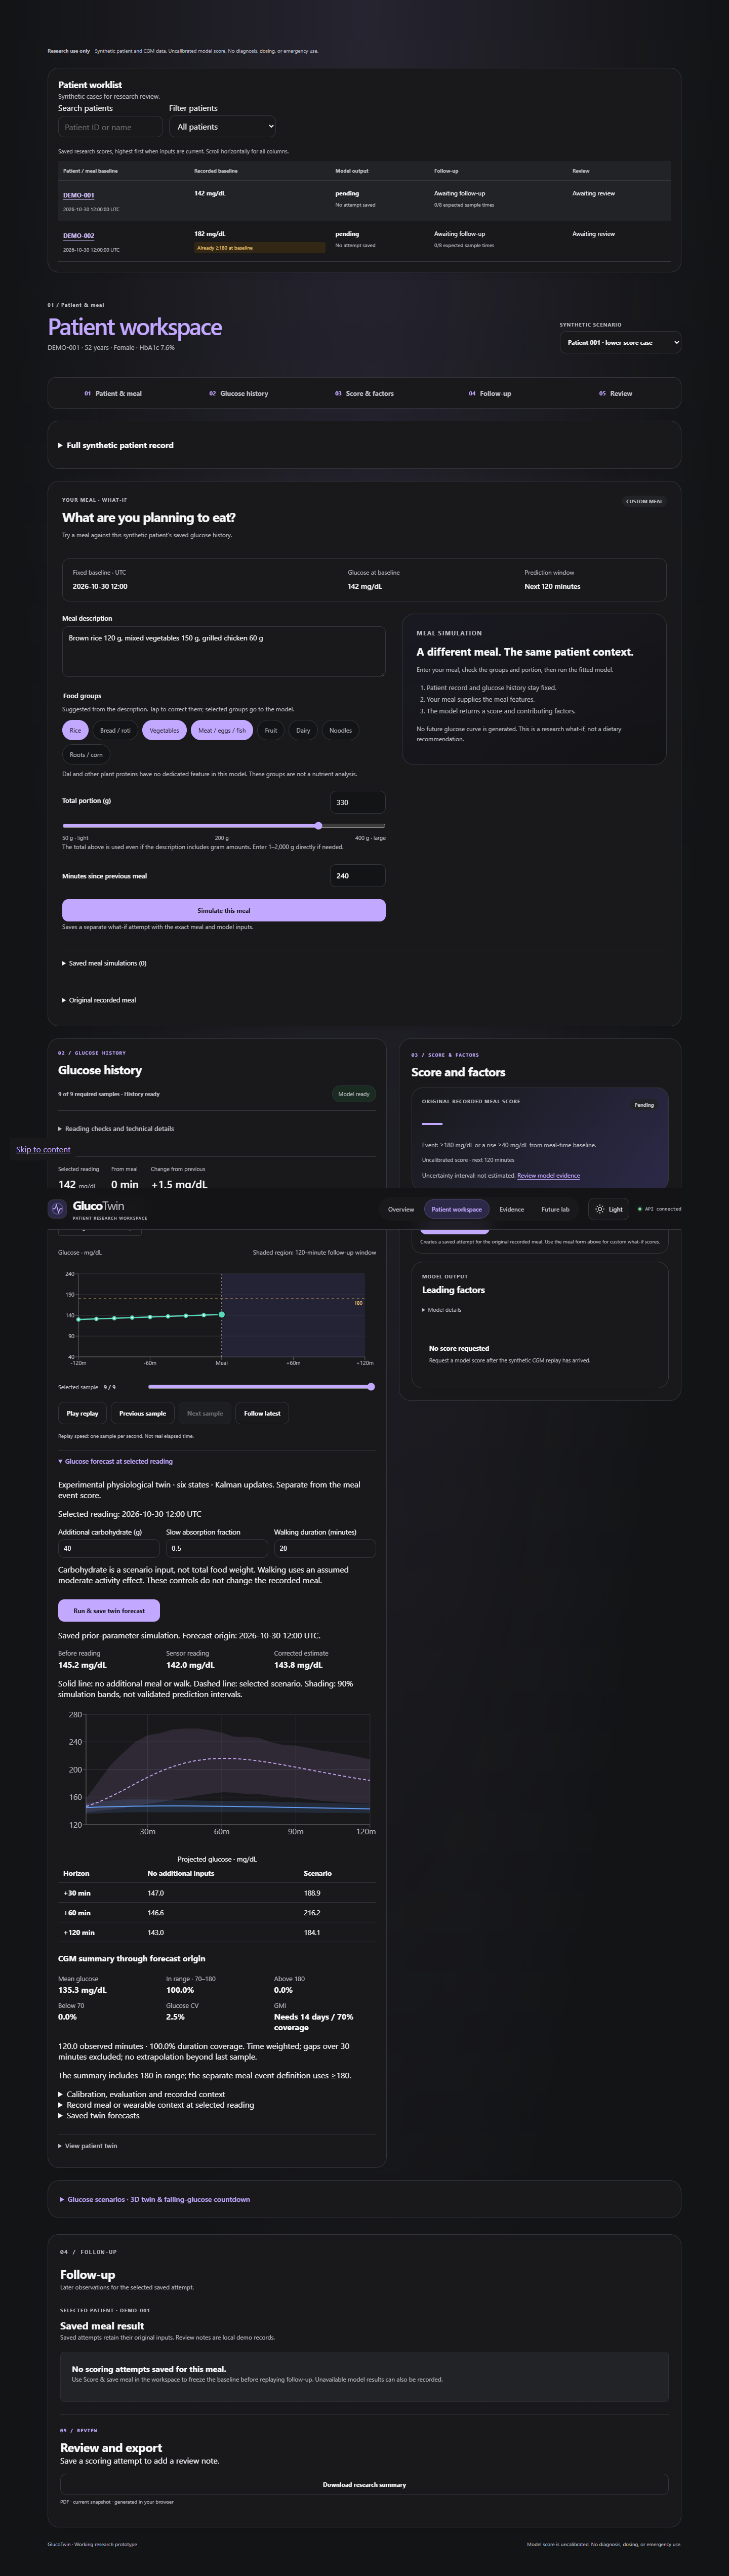 Research use only Synthetic patient and CGM data. Uncalibrated model score. No diagnosis, dosing, or emergency use.
Patient worklist
Synthetic cases for research review.
Search patients Filter patients
Patient ID or name All patients
Saved research scores, highest first when inputs are current. Scroll horizontally for all columns.
Patient / meal baseline Recorded baseline Model output Follow-up Review
DEMO-001 142 mg/dL pending Awaiting follow-up Awaiting review
2026-10-30 12:00:00 UTC No attempt saved 0/8 expected sample times
DEMO-002 182 mg/dL pending Awaiting follow-up Awaiting review
2026-10-30 12:00:00 UTC Already ≥180 at baseline No attempt saved 0/8 expected sample times
01 / Patient & meal
Patient workspace
DEMO-001 · 52 years · Female · HbA1c 7.6%
SYNTHETIC SCENARIO
Patient 001 · lower-score case
01 Patient & meal 02 Glucose history 03 Score & factors 04 Follow-up 05 Review
Full synthetic patient record
YOUR MEAL · WHAT-IF
CUSTOM MEAL
What are you planning to eat?
Try a meal against this synthetic patient's saved glucose history.
Fixed baseline · UTC Glucose at baseline Prediction window
2026-10-30 12:00 142 mg/dL Next 120 minutes
Meal description
Brown rice 120 g, mixed vegetables 150 g, grilled chicken 60 g
Food groups
Suggested from the description. Tap to correct them; selected groups go to the model.
Rice Bread / roti Vegetables Meat / eggs / fish Fruit Dairy Noodles
Roots / corn
Dal and other plant proteins have no dedicated feature in this model. These groups are not a nutrient analysis.
Total portion (g) 330
50 g · light 200 g 400 g · large
The total above is used even if the description includes gram amounts. Enter 1–2,000 g directly if needed.
Minutes since previous meal 240
Simulate this meal
Saves a separate what-if attempt with the exact meal and model inputs.
MEAL SIMULATION
A different meal. The same patient context.
Enter your meal, check the groups and portion, then run the fitted model.
1. Patient record and glucose history stay fixed.
2. Your meal supplies the meal features.
3. The model returns a score and contributing factors.
No future glucose curve is generated. This is a research what-if, not a dietary
recommendation.
Saved meal simulations (0)
Original recorded meal
02 / GLUCOSE HISTORY
Glucose history
9 of 9 required samples · History ready Model ready
Reading checks and technical details
Skip to content
Selected reading From meal Change from previous
142 mg/dL 0 min +1.5 mg/dL
03 / SCORE & FACTORS
Score and factors
ORIGINAL RECORDED MEAL SCORE Pending
Event: ≥180 mg/dL or a rise ≥40 mg/dL from meal-time baseline.
Uncalibrated score · next 120 minutes
Uncertainty interval: not estimated. Review model evidence
GlucoTwin
PATIENT RESEARCH WORKSPACE
Overview Patient workspace Evidence Future lab Light API connected
Creates a saved attempt for the original recorded meal. Use the meal form above for custom what-if scores.
MODEL OUTPUT
Leading factors
Model details
No score requested
Request a model score after the synthetic CGM replay has arrived.
Glucose · mg/dL Shaded region: 120-minute follow-up window
240
190
180
140
90
40
-120m -60m Meal +60m +120m
Selected sample 9 / 9
Play replay Previous sample Next sample Follow latest
Replay speed: one sample per second. Not real elapsed time.
Glucose forecast at selected reading
Experimental physiological twin · six states · Kalman updates. Separate from the meal
event score.
Selected reading: 2026-10-30 12:00 UTC
Additional carbohydrate (g) Slow absorption fraction Walking duration (minutes)
40 0.5 20
Carbohydrate is a scenario input, not total food weight. Walking uses an assumed
moderate activity effect. These controls do not change the recorded meal.
Run & save twin forecast
Saved prior-parameter simulation. Forecast origin: 2026-10-30 12:00 UTC.
Before reading Sensor reading Corrected estimate
145.2 mg/dL 142.0 mg/dL 143.8 mg/dL
Solid line: no additional meal or walk. Dashed line: selected scenario. Shading: 90%
simulation bands, not validated prediction intervals.
280
240
200
160
120
30m 60m 90m 120m
Projected glucose · mg/dL
Horizon No additional inputs Scenario
+30 min 147.0 188.9
+60 min 146.6 216.2
+120 min 143.0 184.1
CGM summary through forecast origin
Mean glucose In range · 70–180 Above 180
135.3 mg/dL 100.0% 0.0%
Below 70 Glucose CV GMI
0.0% 2.5% Needs 14 days / 70%
coverage
120.0 observed minutes · 100.0% duration coverage. Time weighted; gaps over 30
minutes excluded; no extrapolation beyond last sample.
The summary includes 180 in range; the separate meal event definition uses ≥180.
Calibration, evaluation and recorded context
Record meal or wearable context at selected reading
Saved twin forecasts
View patient twin
Glucose scenarios · 3D twin & falling-glucose countdown
04 / FOLLOW-UP
Follow-up
Later observations for the selected saved attempt.
SELECTED PATIENT · DEMO-001
Saved meal result
Saved attempts retain their original inputs. Review notes are local demo records.
No scoring attempts saved for this meal.
Use Score & save meal in the workspace to freeze the baseline before replaying follow-up. Unavailable model results can also be recorded.
05 / REVIEW
Review and export
Save a scoring attempt to add a review note.
Download research summary
PDF · current snapshot · generated in your browser
GlucoTwin · Working research prototype Model score is uncalibrated. No diagnosis, dosing, or emergency use.